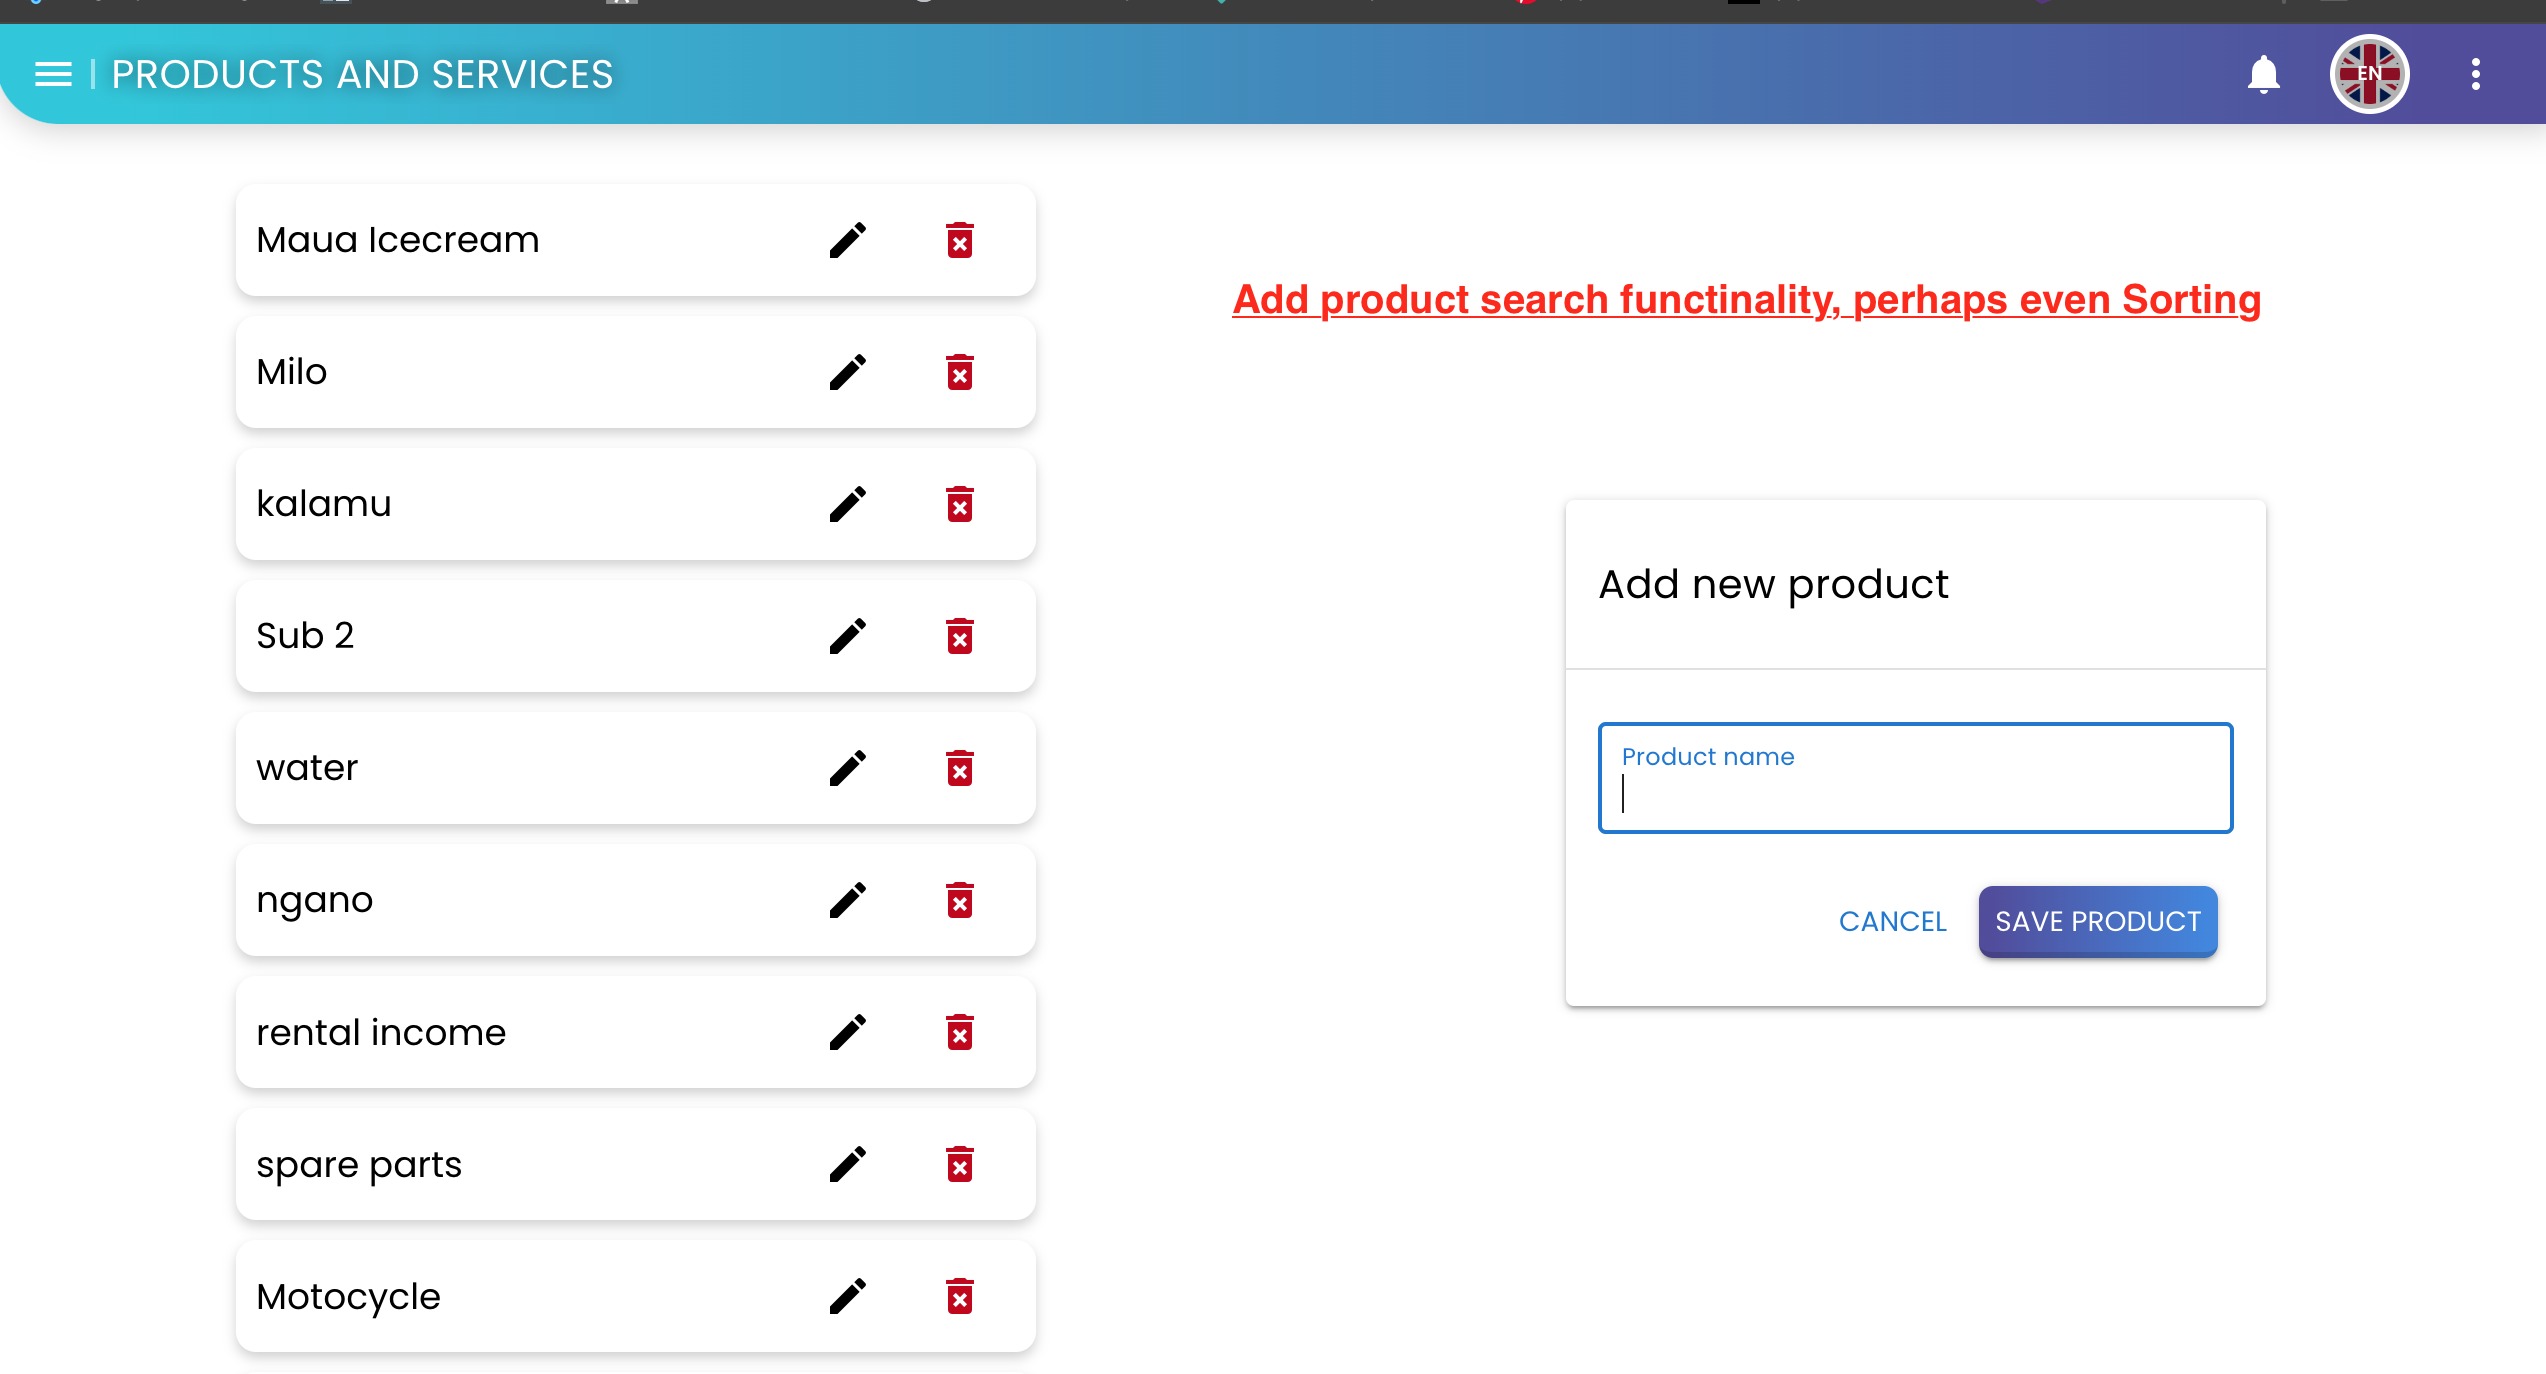 PRODUCTS AND SERVICES
EN
Maua Icecream
Milo
kalamu
Sub 2
water
ngano
rental income
spare parts
Motocycle
Add product search functinality, perhaps even Sorting
Add new product
Product name
CANCEL
SAVE PRODUCT